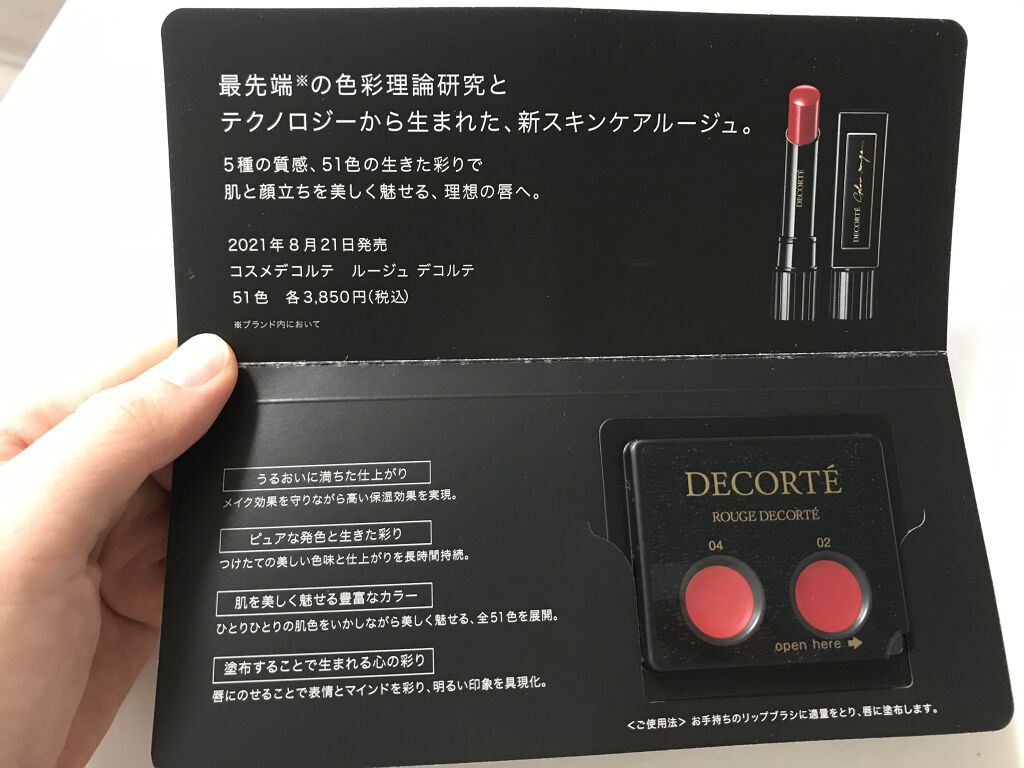 最先端※の色彩理論研究と
テクノロジーから生まれた、新スキンケアルージュ。
5種の質感、51色の生きた彩りで
肌と顔立ちを美しく魅せる、理想の唇へ。
2021年8月21日発売
コスメデコルテ ルージュ デコルテ
51色 各3,850円(税込)
※ブランド内において
DECORTÉ
DECORTÉ
うるおいに満ちた仕上がり
メイク効果を守りながら高い保湿効果を実現。
ピュアな発色と生きた彩り
つけたての美しい色味と仕上がりを長時間持続。
肌を美しく魅せる豊富なカラー
ひとりひとりの肌色をいかしながら美しく魅せる、全51色を展開。
塗布することで生まれる心の彩り
唇にのせることで表情とマインドを彩り、明るい印象を具現化。
DECORTÉ
ROUGE DECORTÉ
04 02
open here
＜ご使用法＞ お手持ちのリップブラシに適量をとり、唇に塗布します。